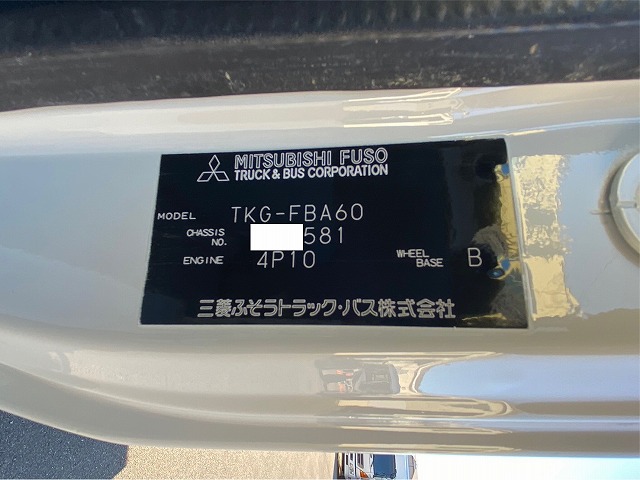 MITSUBISHI FUSO
TRUCK & BUS CORPORATION
MODEL TKG-FBA60
CHASSIS NO. 581
ENGINE 4P10 WHEEL BASE B
三菱ふそうトラック・バス株式会社